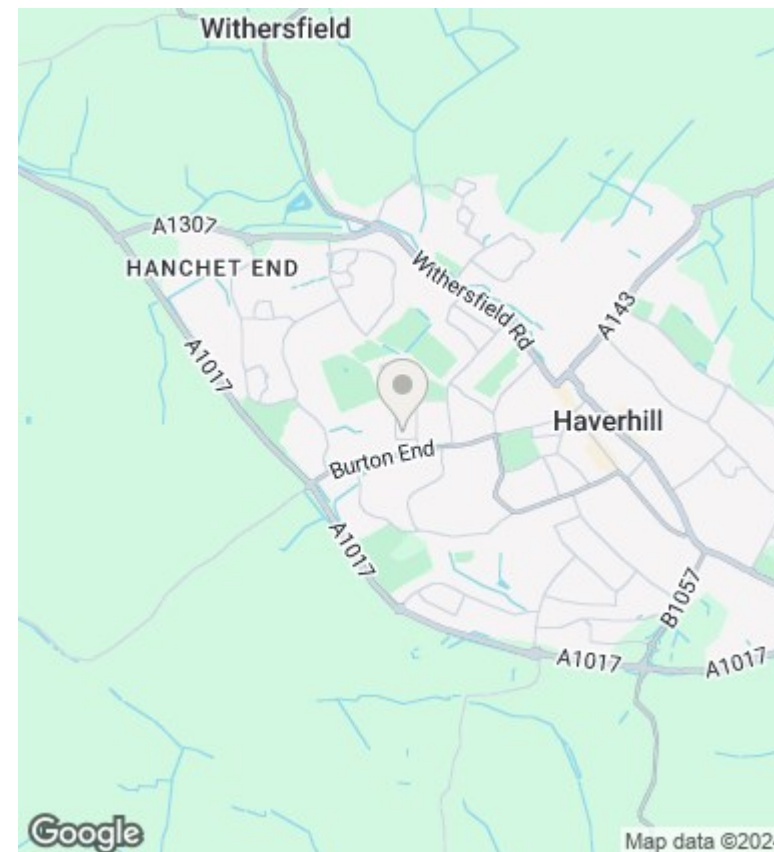 Withersfield
A1307
HANCHET END
Withersfield Rd
A143
A1017
Haverhill
Burton End
A1017
B1057
A1017
A1017
Google
Map data ©202